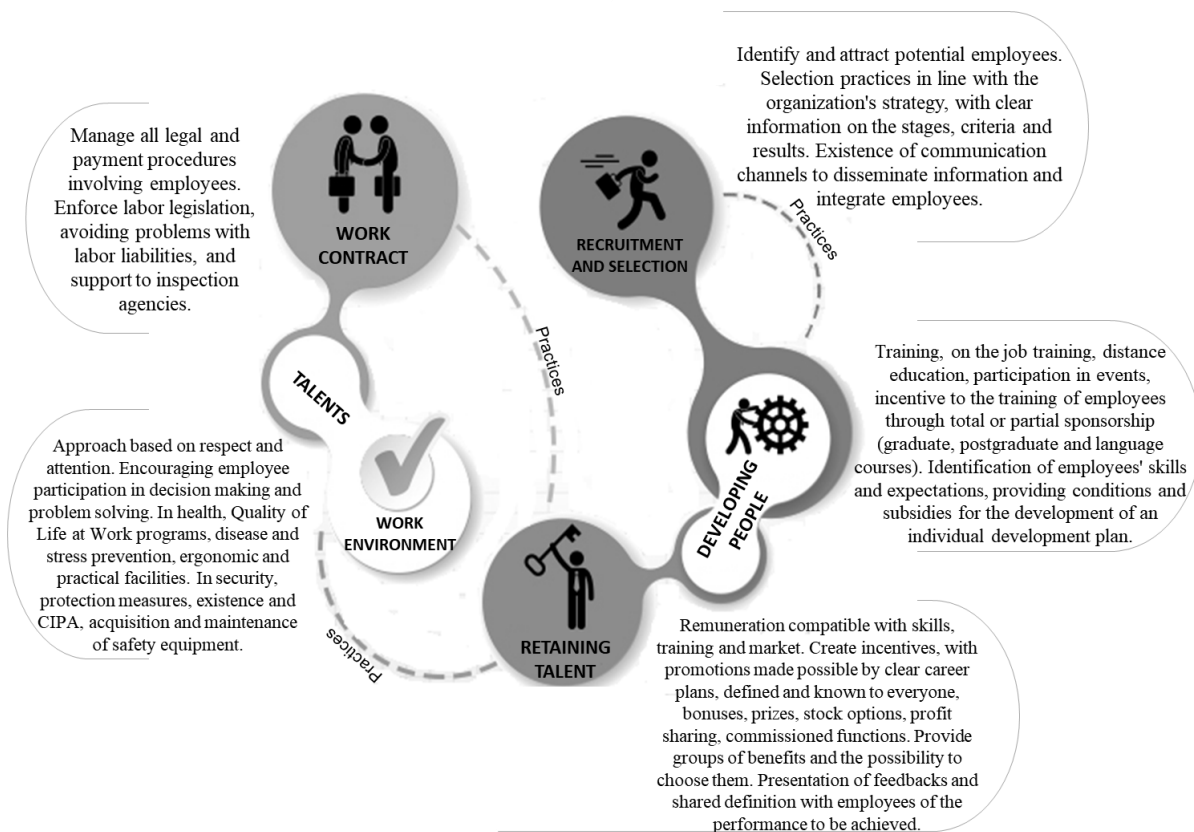 Manage all legal and
payment procedures
involving employees.
Enforce labor legislation,
avoiding problems with
labor liabilities, and
support to inspection
agencies.
WORK
CONTRACT
Practices
RECRUITMENT
AND SELECTION
Practices
Identify and attract potential employees.
Selection practices in line with the
organization's strategy, with clear
information on the stages, criteria and
results. Existence of communication
channels to disseminate information and
integrate employees.
TALENTS
Approach based on respect and
attention. Encouraging employee
participation in decision making and
problem solving. In health, Quality of
Life at Work programs, disease and
stress prevention, ergonomic and
practical facilities. In security,
protection measures, existence and
CIPA, acquisition and maintenance
of safety equipment.
WORK
ENVIRONMENT
Practices
RETAINING
TALENT
DEVELOPING
PEOPLE
Training, on the job training, distance
education, participation in events,
incentive to the training of employees
through total or partial sponsorship
(graduate, postgraduate and language
courses). Identification of employees' skills
and expectations, providing conditions and
subsidies for the development of an
individual development plan.
Remuneration compatible with skills,
training and market. Create incentives, with
promotions made possible by clear career
plans, defined and known to everyone,
bonuses, prizes, stock options, profit
sharing, commissioned functions. Provide
groups of benefits and the possibility to
choose them. Presentation of feedbacks and
shared definition with employees of the
performance to be achieved.